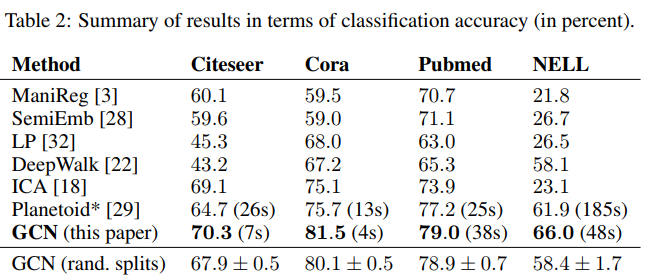 Table 2: Summary of results in terms of classification accuracy (in percent).
Method Citeseer Cora Pubmed NELL
ManiReg [3] 60.1 59.5 70.7 21.8
SemiEmb [28] 59.6 59.0 71.1 26.7
LP [32] 45.3 68.0 63.0 26.5
DeepWalk [22] 43.2 67.2 65.3 58.1
ICA [18] 69.1 75.1 73.9 23.1
Planetoid* [29] 64.7 (26s) 75.7 (13s) 77.2 (25s) 61.9 (185s)
GCN (this paper) 70.3 (7s) 81.5 (4s) 79.0 (38s) 66.0 (48s)
GCN (rand. splits) 67.9 ± 0.5 80.1 ± 0.5 78.9 ± 0.7 58.4 ± 1.7